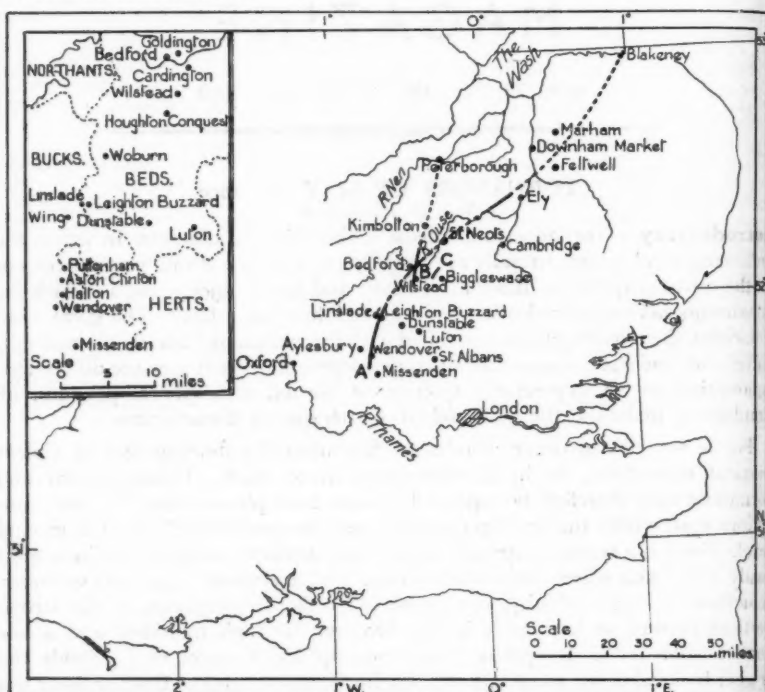 1°
0°
1°
53
Goldington
Bedford
Cardington
NORTHANTS.
Wilstead
Houghton Conquest
BUCKS.
Woburn
BEDS.
Linslade
Leighton Buzzard
Wing
Dunstable
Luton
Puttenham
Aston Clinton
Halton
Wendover
HERTS.
Missenden
Scale
0
miles
The Wash
Blakeney
Marham
Downham Market
Feltwell
Peterborough
R. Nen
Ely
Kimbolton
R. Ouse
St. Neots
Cambridge
Bedford
B
C
Biggleswade
Wilstead
52
Linslade
Leighton Buzzard
Dunstable
Luton
Aylesbury
Wendover
St. Albans
Oxford
A
Missenden
London
R. Thames
N
51°
Scale
0 10 20 30 40 50
miles
2°
1° W.
0
1° E.